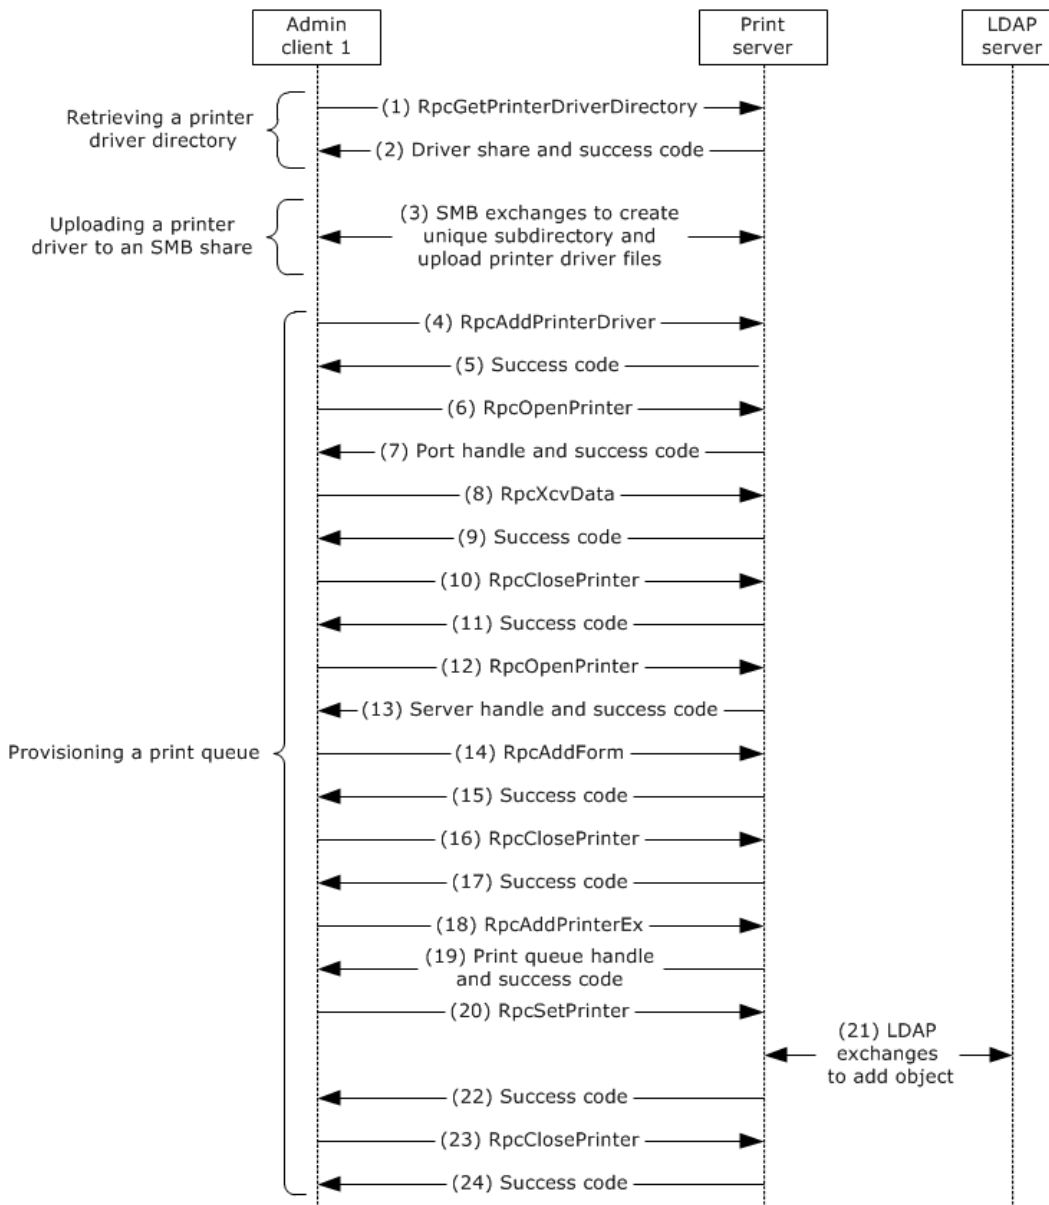 Admin
client 1
Print
server
LDAP
server
Retrieving a printer
driver directory
(1) RpcGetPrinterDriverDirectory
(2) Driver share and success code
Uploading a printer
driver to an SMB share
(3) SMB exchanges to create
unique subdirectory and
upload printer driver files
Provisioning a print queue
(4) RpcAddPrinterDriver
(5) Success code
(6) RpcOpenPrinter
(7) Port handle and success code
(8) RpcXcvData
(9) Success code
(10) RpcClosePrinter
(11) Success code
(12) RpcOpenPrinter
(13) Server handle and success code
(14) RpcAddForm
(15) Success code
(16) RpcClosePrinter
(17) Success code
(18) RpcAddPrinterEx
(19) Print queue handle
and success code
(20) RpcSetPrinter
(21) LDAP
exchanges
to add object
(22) Success code
(23) RpcClosePrinter
(24) Success code